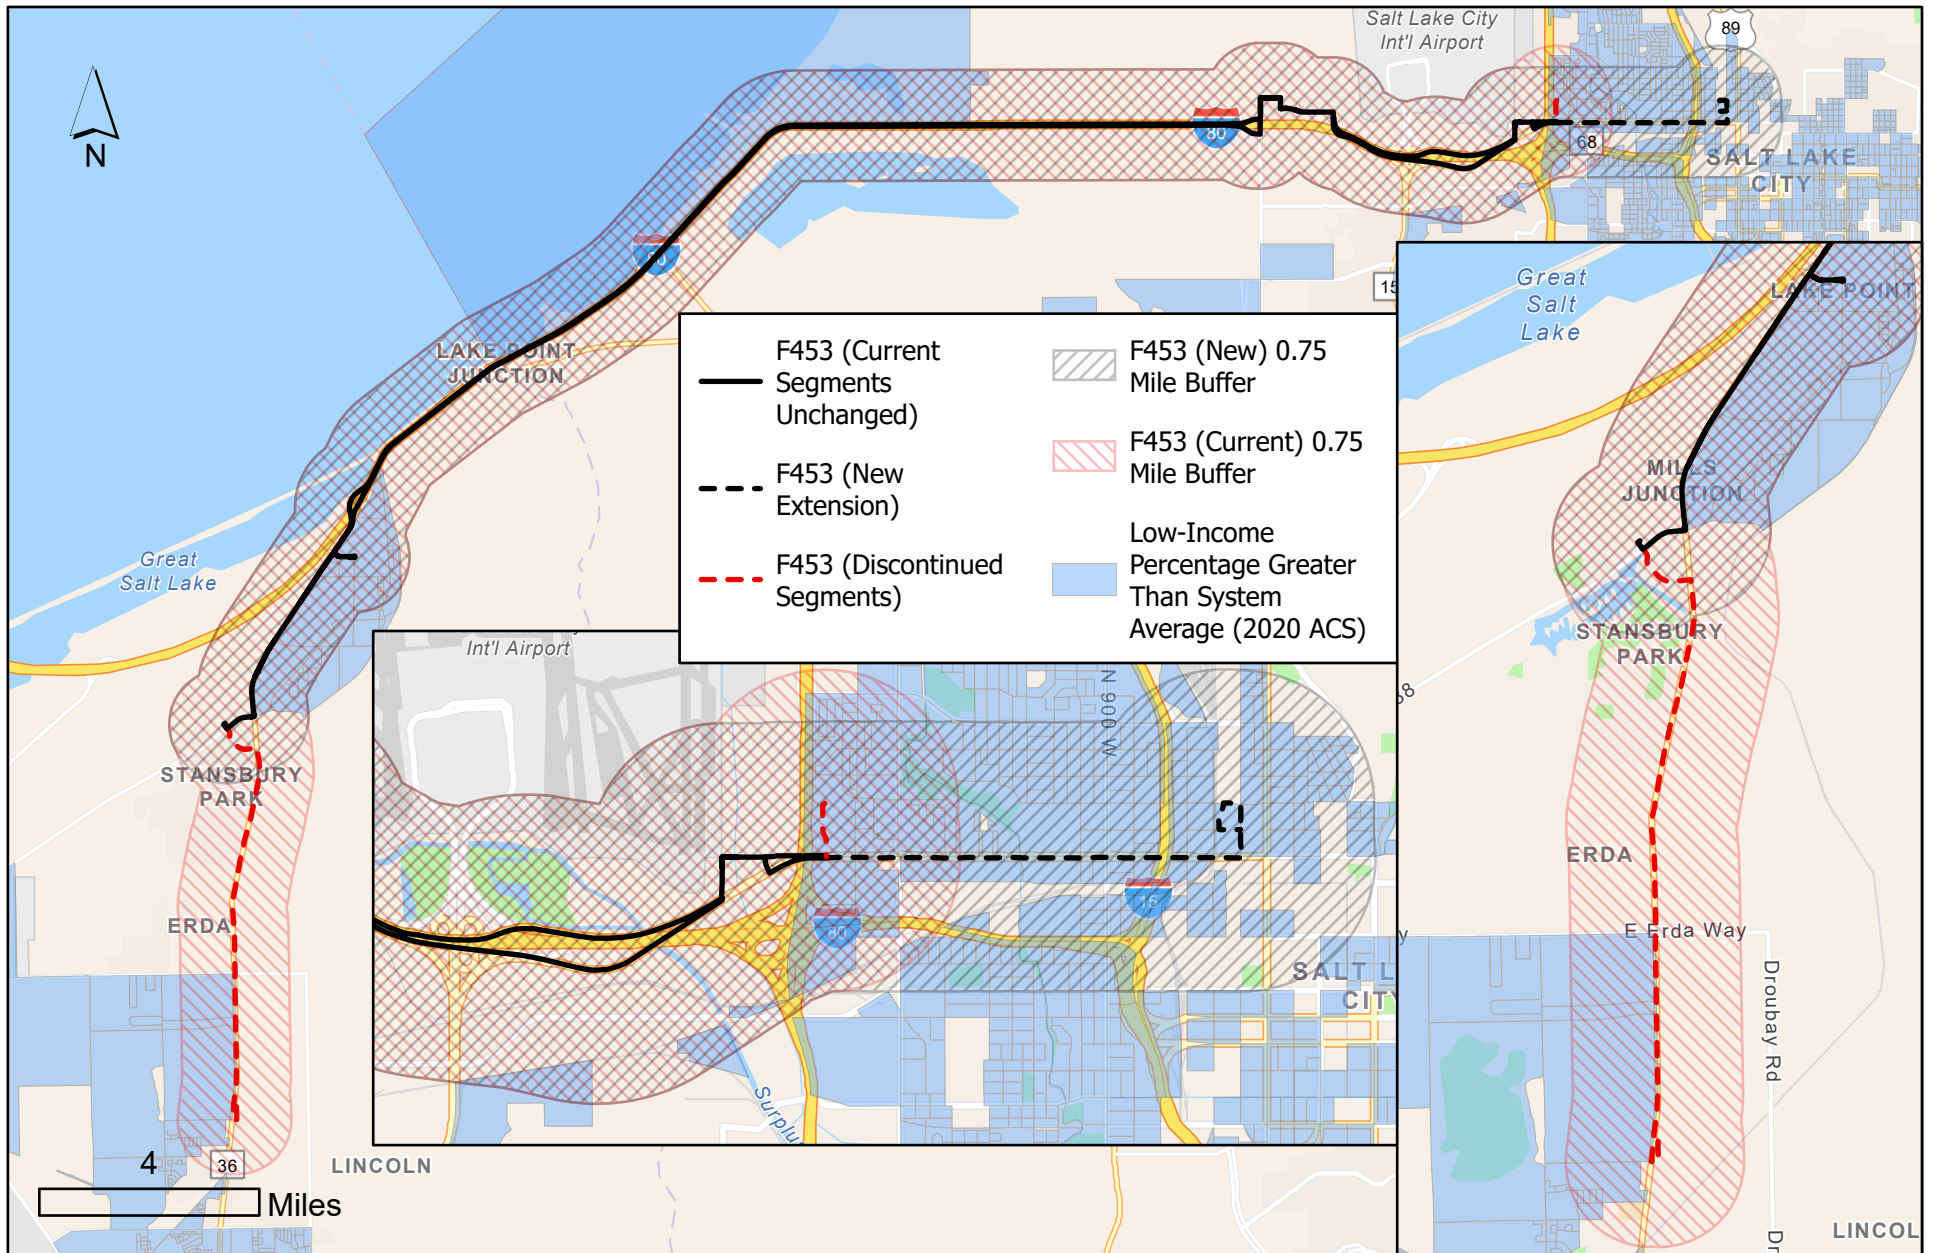 Salt Lake City
Int'l Airport
89
N
80
68
SALT LAKE
CITY
80
LAKE POINT
JUNCTION
15
Great
Salt
Lake
LAKE POINT
F453 (Current
Segments
Unchanged)
F453 (New
Extension)
F453 (Discontinued
Segments)
F453 (New) 0.75
Mile Buffer
F453 (Current) 0.75
Mile Buffer
Low-Income
Percentage Greater
Than System
Average (2020 ACS)
MILLS
JUNCTION
Great
Salt Lake
STANSBURY
PARK
Int'l Airport
N 900 W
STANSBURY
PARK
ERDA
ERDA
15
80
E Erda Way
SALT L
CITY
Droubay Rd
Surplu
4
36
LINCOLN
Miles
LINCOL
Dr